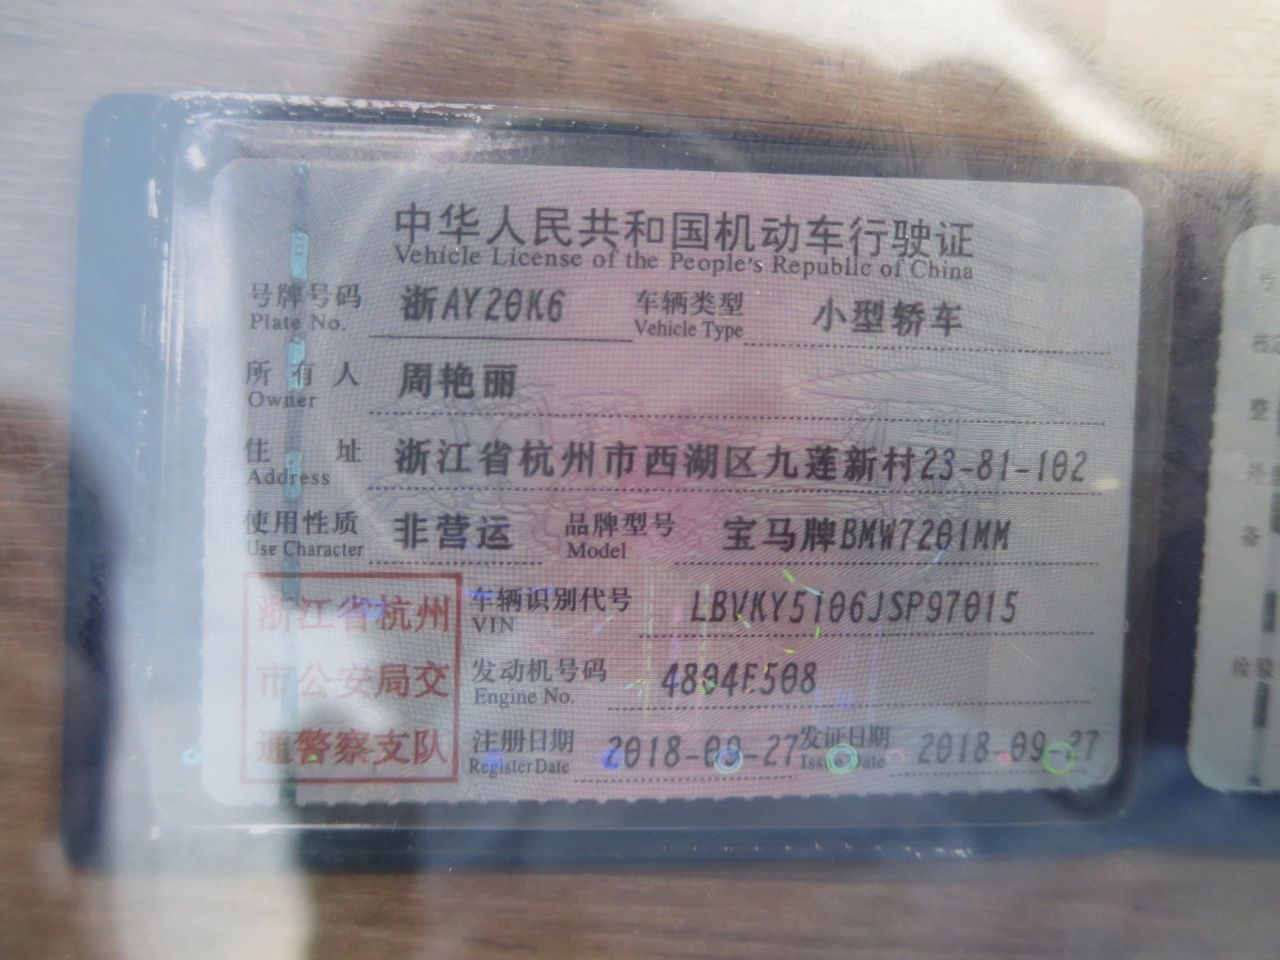 中华人民共和国机动车行驶证
Vehicle License of the People's Republic of China
号牌号码 浙AY20K6 车辆类型 小型轿车
Plate No. Vehicle Type
所有人 周艳丽
Owner
住址 浙江省杭州市西湖区九莲新村23-81-102
Address
使用性质 非营运 品牌型号 宝马牌BMW7201MM
Use Character Model
浙江省杭州
市公安局交
通警察支队
车辆识别代号 LBVKY5106JSP97015
VIN
发动机号码 4804E508
Engine No.
注册日期 2018-09-27 发证日期 2018-09-27
Register Date Issue Date